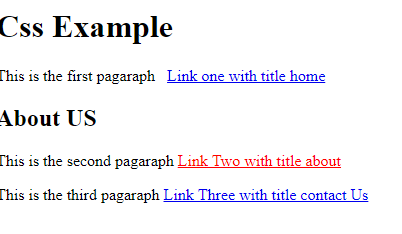 Css Example
This is the first pagaraph Link one with title home
About US
This is the second pagaraph Link Two with title about
This is the third pagaraph Link Three with title contact Us